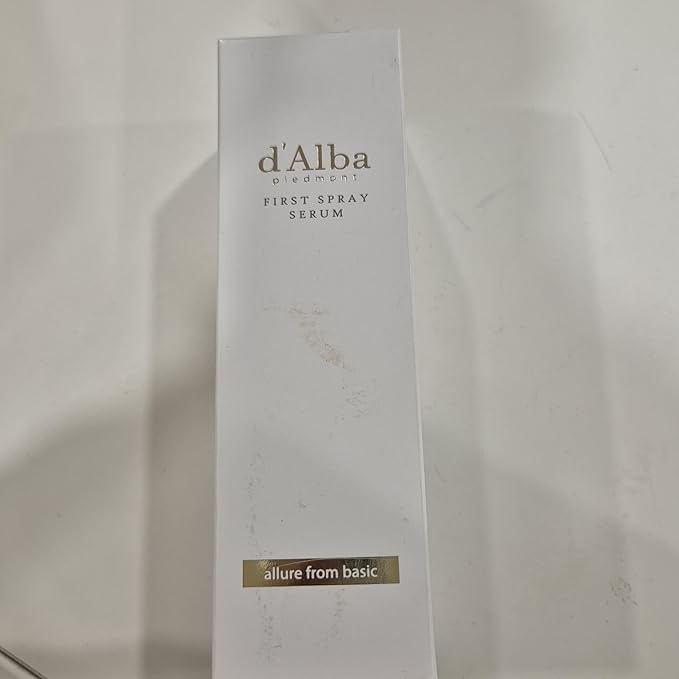 d'Alba
piedmont
FIRST SPRAY
SERUM
allure from basic